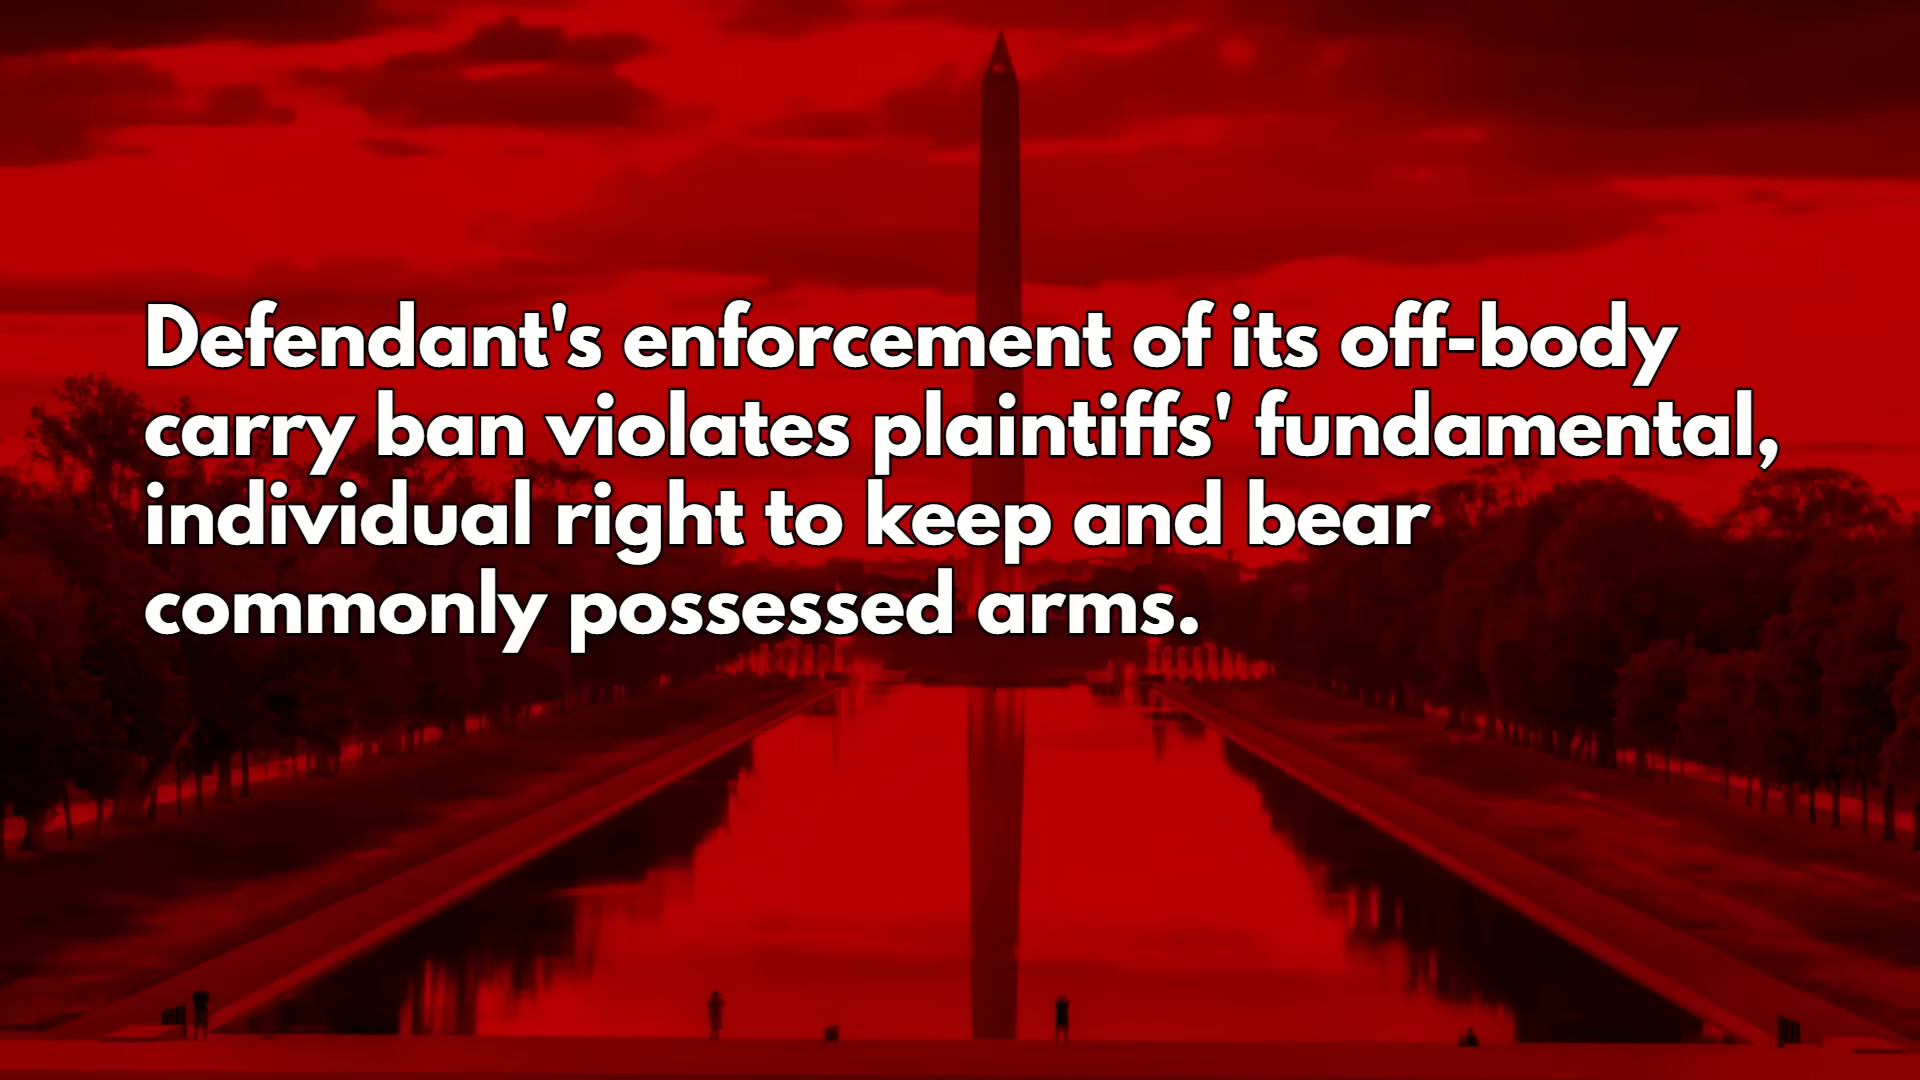 Defendant's enforcement of its off-body
carry ban violates plaintiffs' fundamental,
individual right to keep and bear
commonly possessed arms.